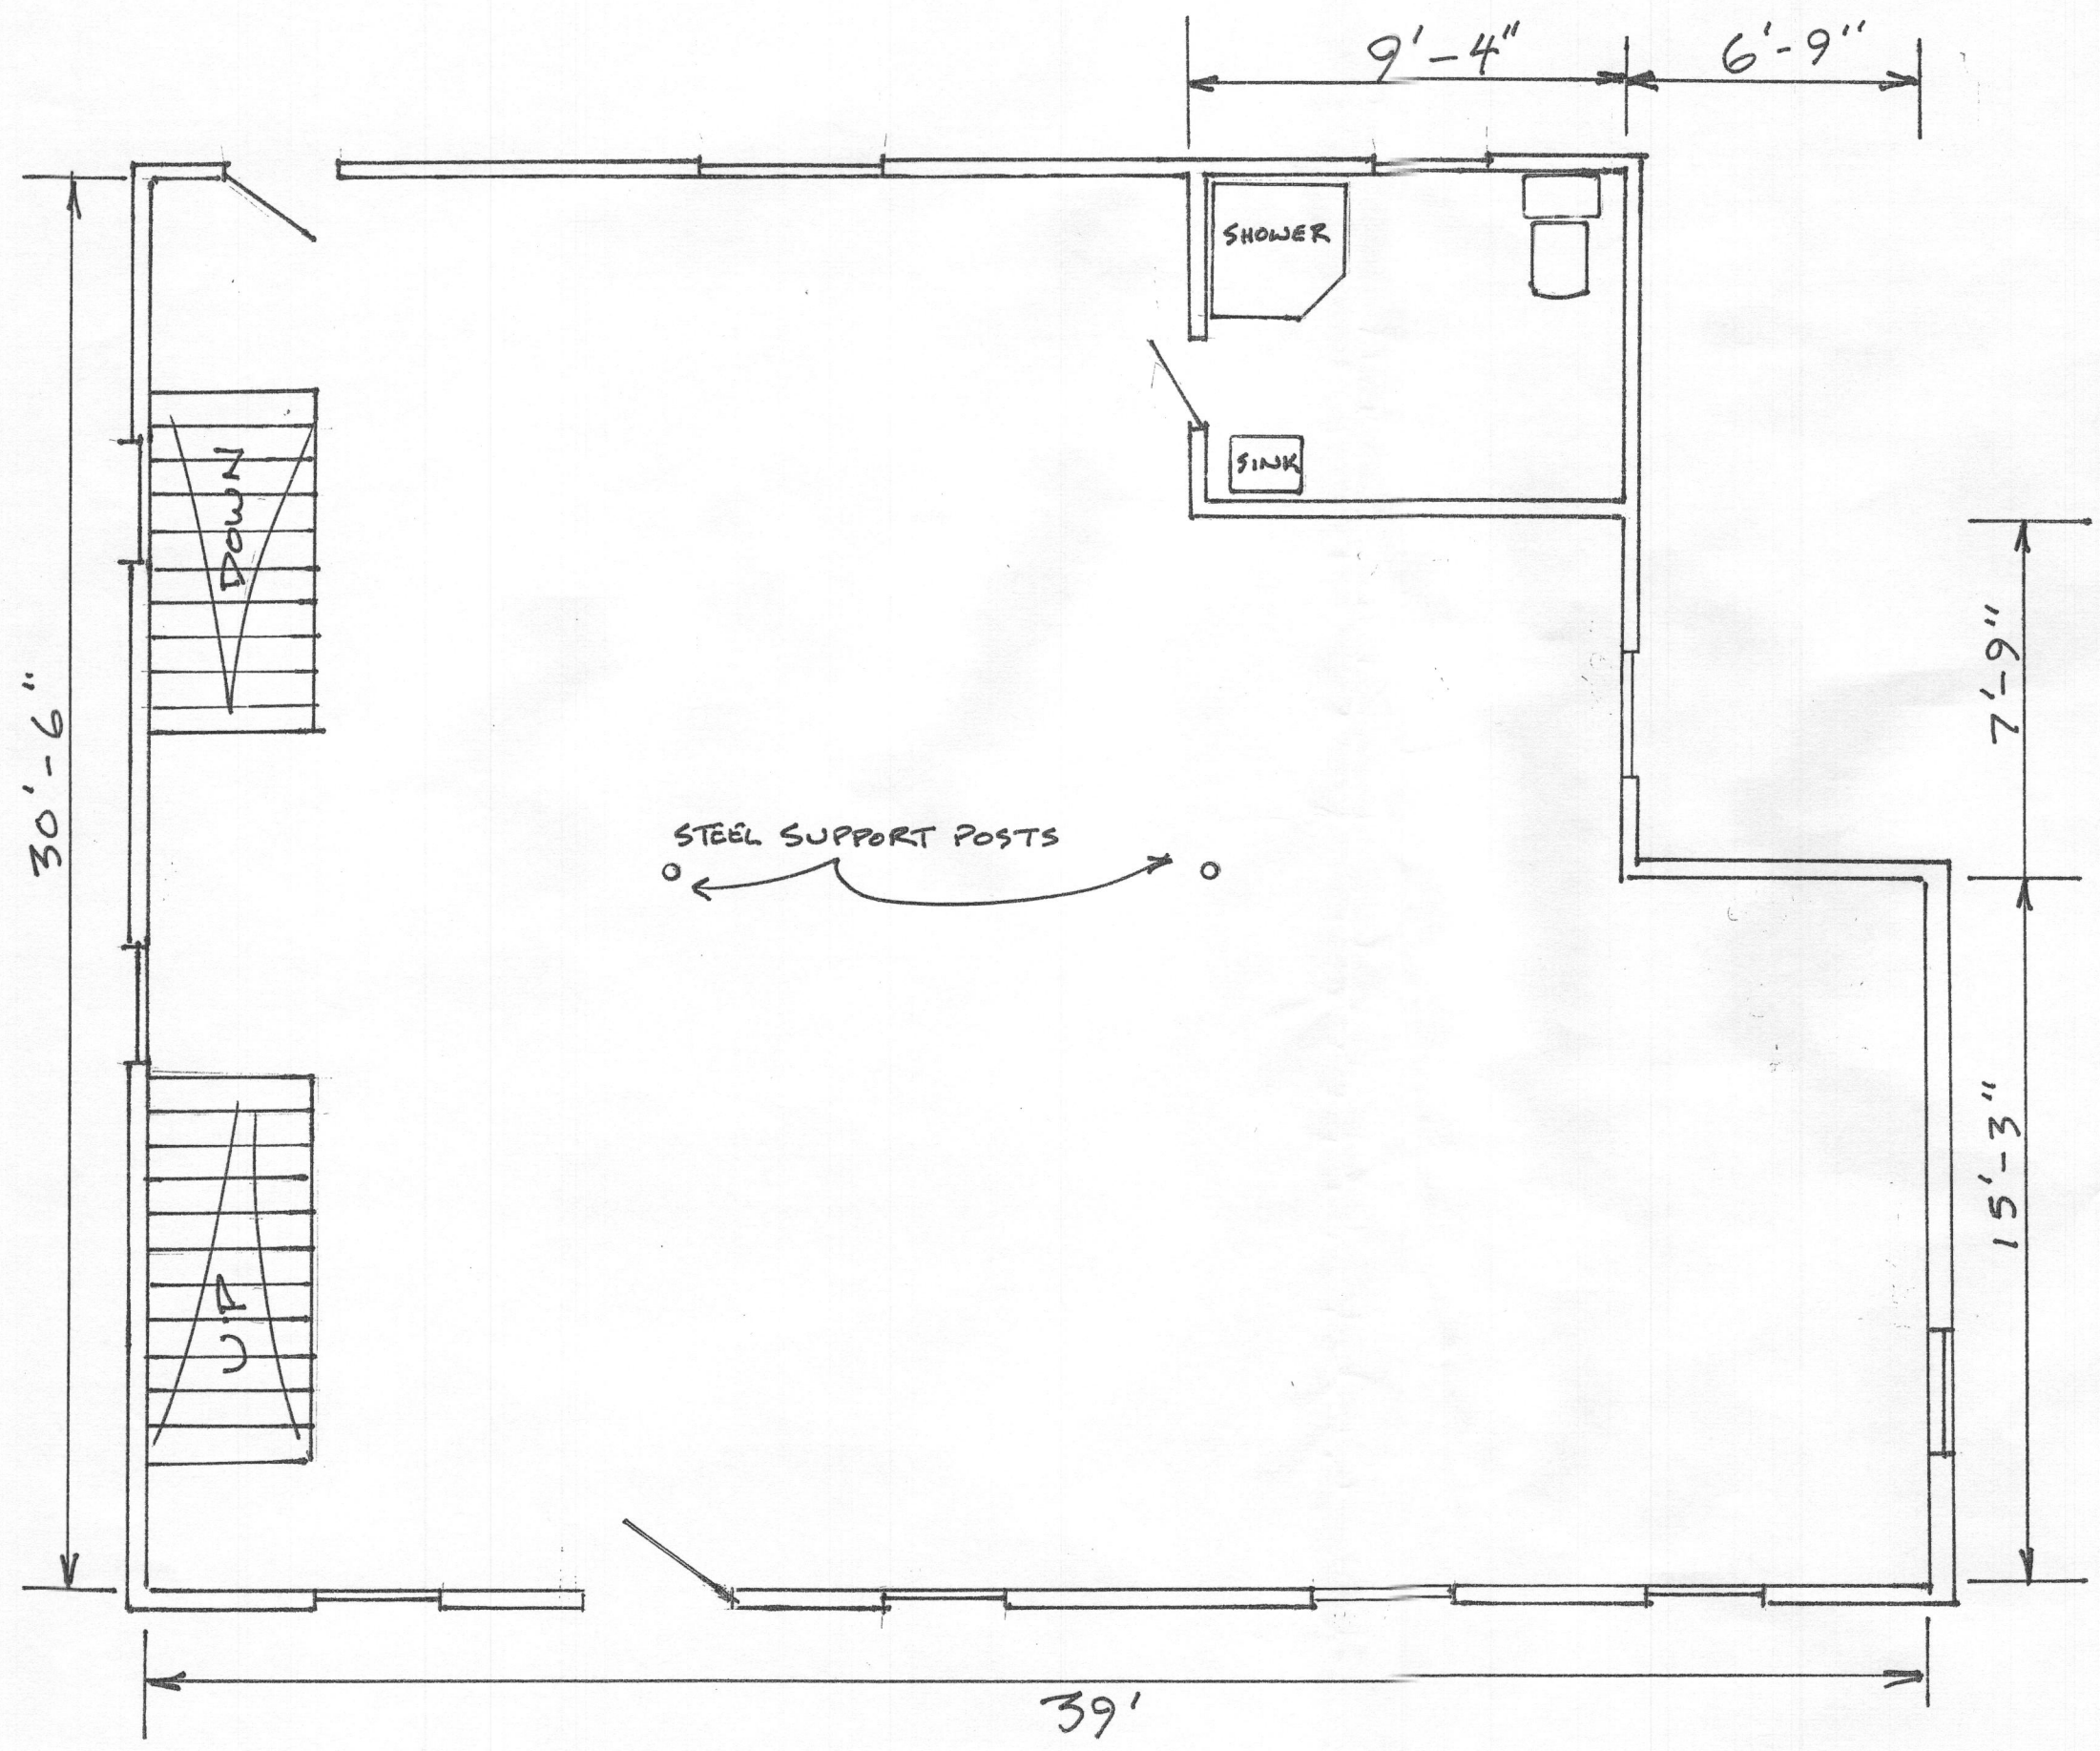 9'-4"
6'-9"
SHOWER
SINK
DOWN
30'-6"
7'-9"
STEEL SUPPORT POSTS
15'-3"
UP
39'